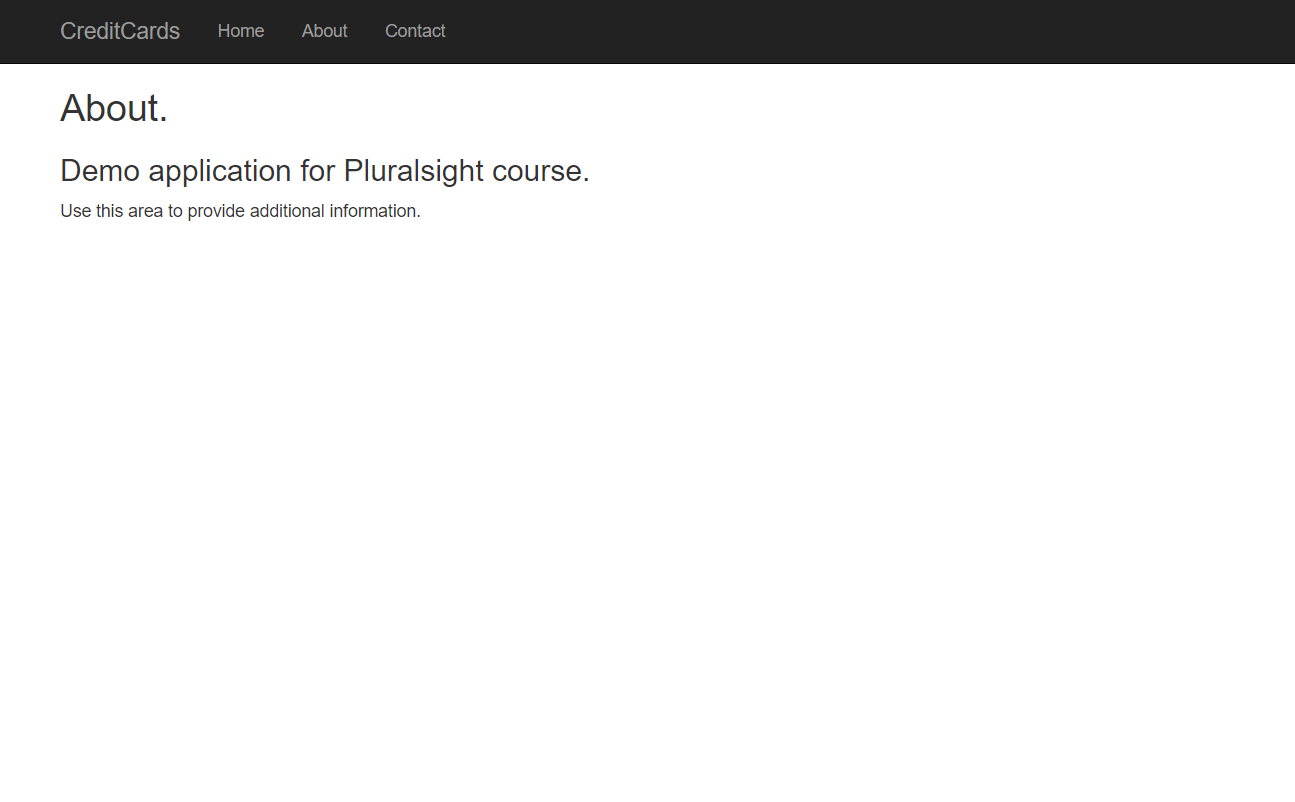 CreditCards Home About Contact
About.
Demo application for Pluralsight course.
Use this area to provide additional information.